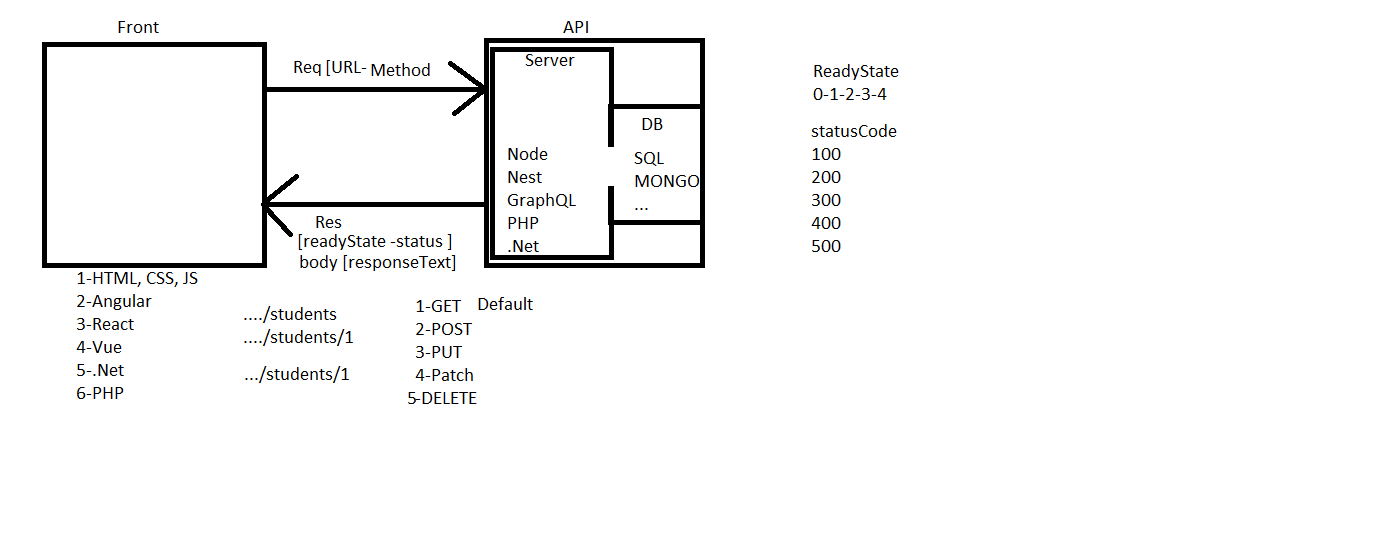 Front
API
Req [URL- Method
Server
DB
Node
Nest
GraphQL
PHP
.Net
SQL
MONGO
...
Res
[readyState -status ]
body [responseText]
1-HTML, CSS, JS
2-Angular
3-React
4-Vue
5-.Net
6-PHP
..../students
..../students/1
.../students/1
1-GET Default
2-POST
3-PUT
4-Patch
5-DELETE
ReadyState
0-1-2-3-4
statusCode
100
200
300
400
500